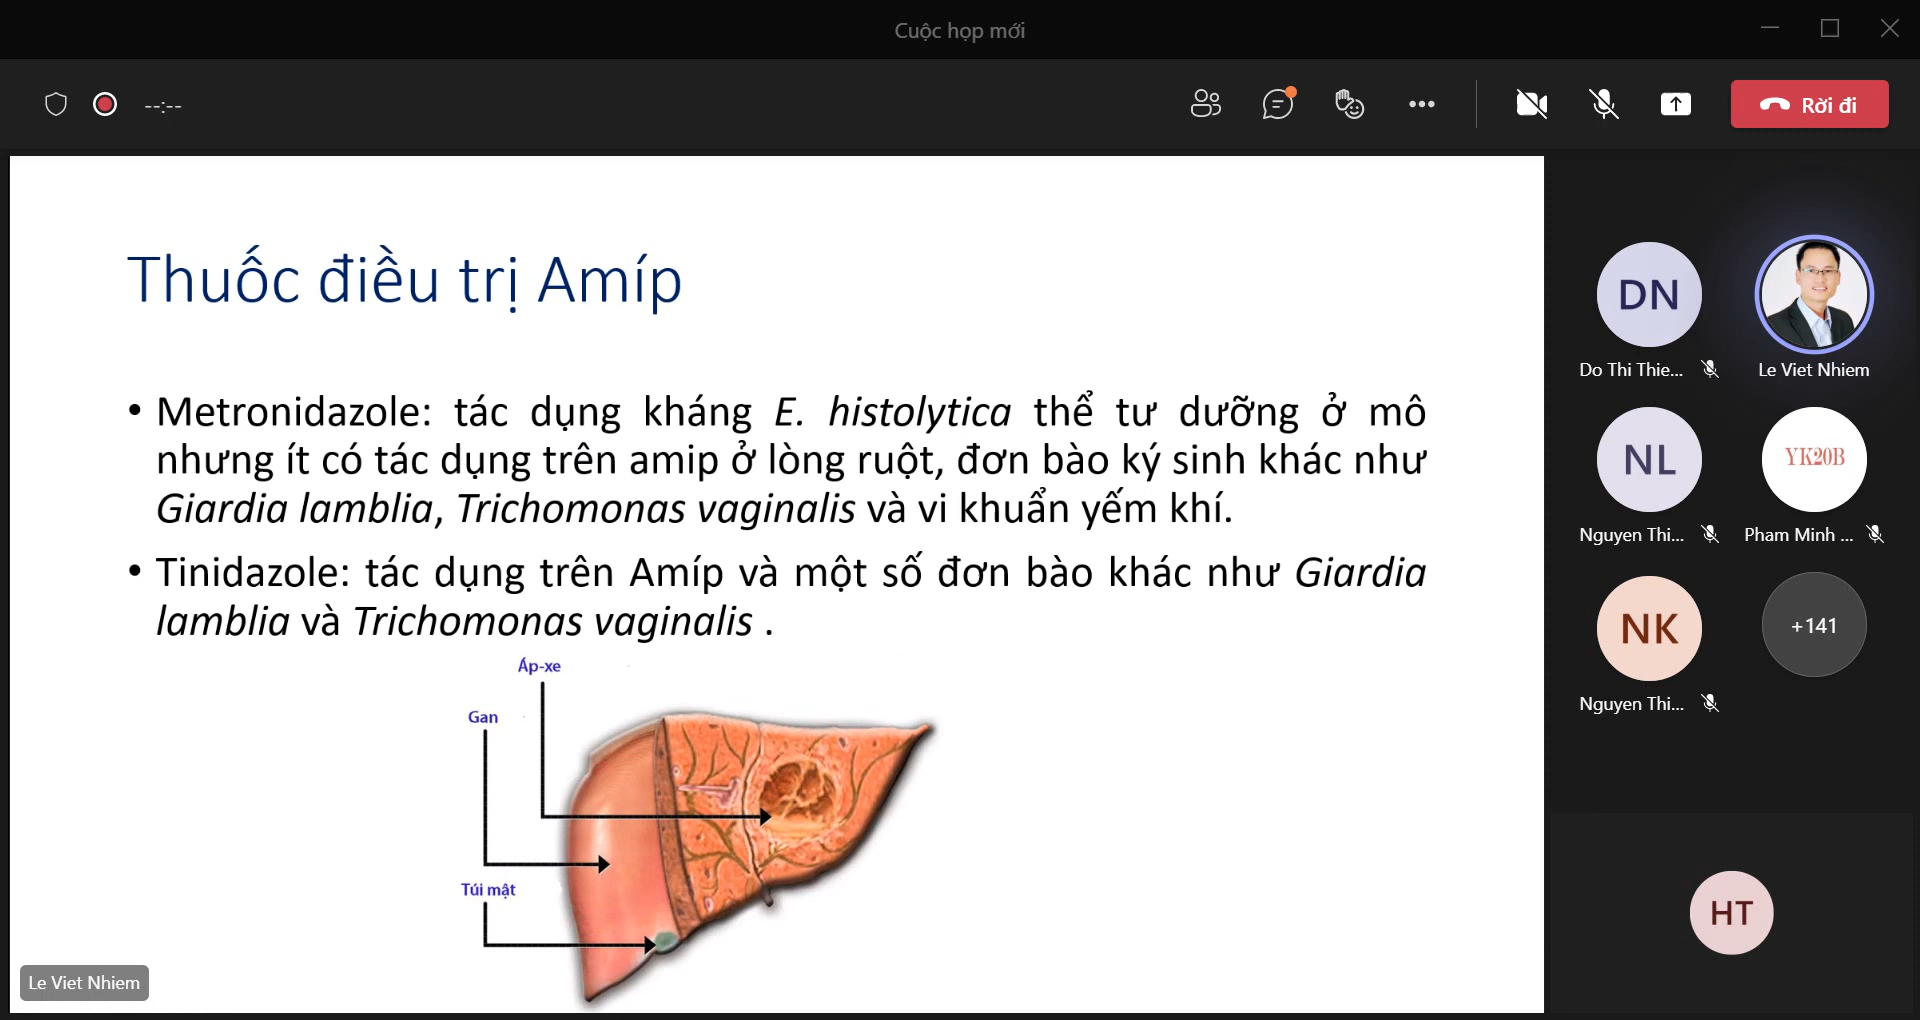 Cuộc họp mới
--:--
Rời đi
Thuốc điều trị Amíp
• Metronidazole: tác dụng kháng E. histolytica thể tư dưỡng ở mô
nhưng ít có tác dụng trên amip ở lòng ruột, đơn bào ký sinh khác như
Giardia lamblia, Trichomonas vaginalis và vi khuẩn yếm khí.
• Tinidazole: tác dụng trên Amíp và một số đơn bào khác như Giardia
lamblia và Trichomonas vaginalis .
Áp-xe
Gan
Túi mật
Le Viet Nhiem
DN
Do Thi Thie...
Le Viet Nhiem
NL
YK20B
Nguyen Thi...
Pham Minh ...
NK
+141
Nguyen Thi...
HT